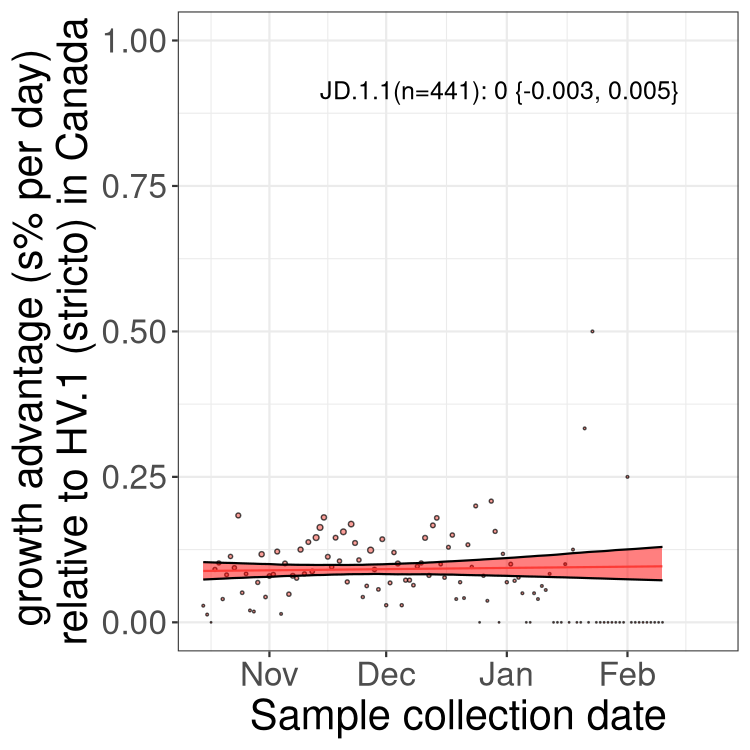 growth advantage (s% per day)
relative to HV.1 (stricto) in Canada
1.00
0.75
0.50
0.25
0.00
JD.1.1(n=441): 0 {-0.003, 0.005}
Nov Dec Jan Feb
Sample collection date